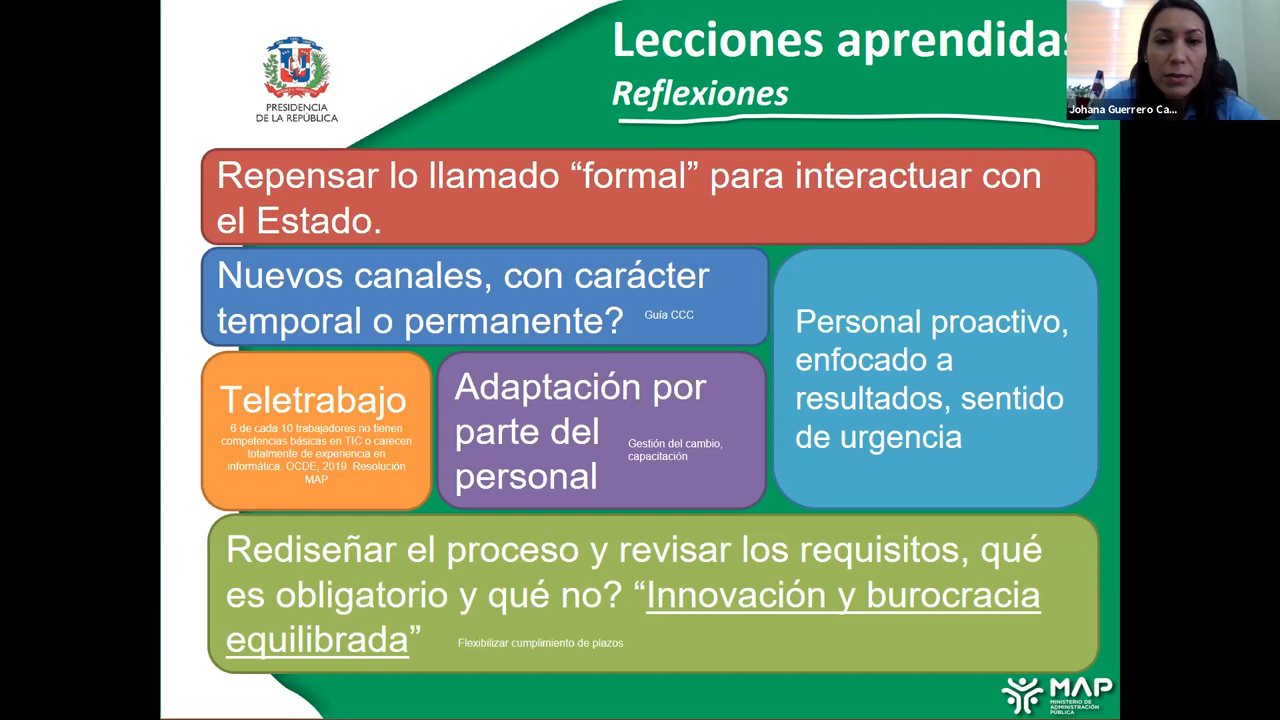 Lecciones aprendidas
Reflexiones
Johana Guerrero Ca...
PRESIDENCIA
DE LA REPÚBLICA
Repensar lo llamado “formal” para interactuar con
el Estado.
Nuevos canales, con carácter
temporal o permanente?
Guía CCC
Personal proactivo,
enfocado a
resultados, sentido
de urgencia
Teletrabajo
6 de cada 10 trabajadores no tienen
competencias básicas en TIC o carecen
totalmente de experiencia en
informática. OCDE, 2019. Resolución
MAP
Adaptación por
parte del
personal
Gestión del cambio,
capacitación
Rediseñar el proceso y revisar los requisitos, qué
es obligatorio y qué no? “Innovación y burocracia
equilibrada”
Flexibilizar cumplimiento de plazos
MAP
MINISTERIO DE
ADMINISTRACIÓN
PÚBLICA